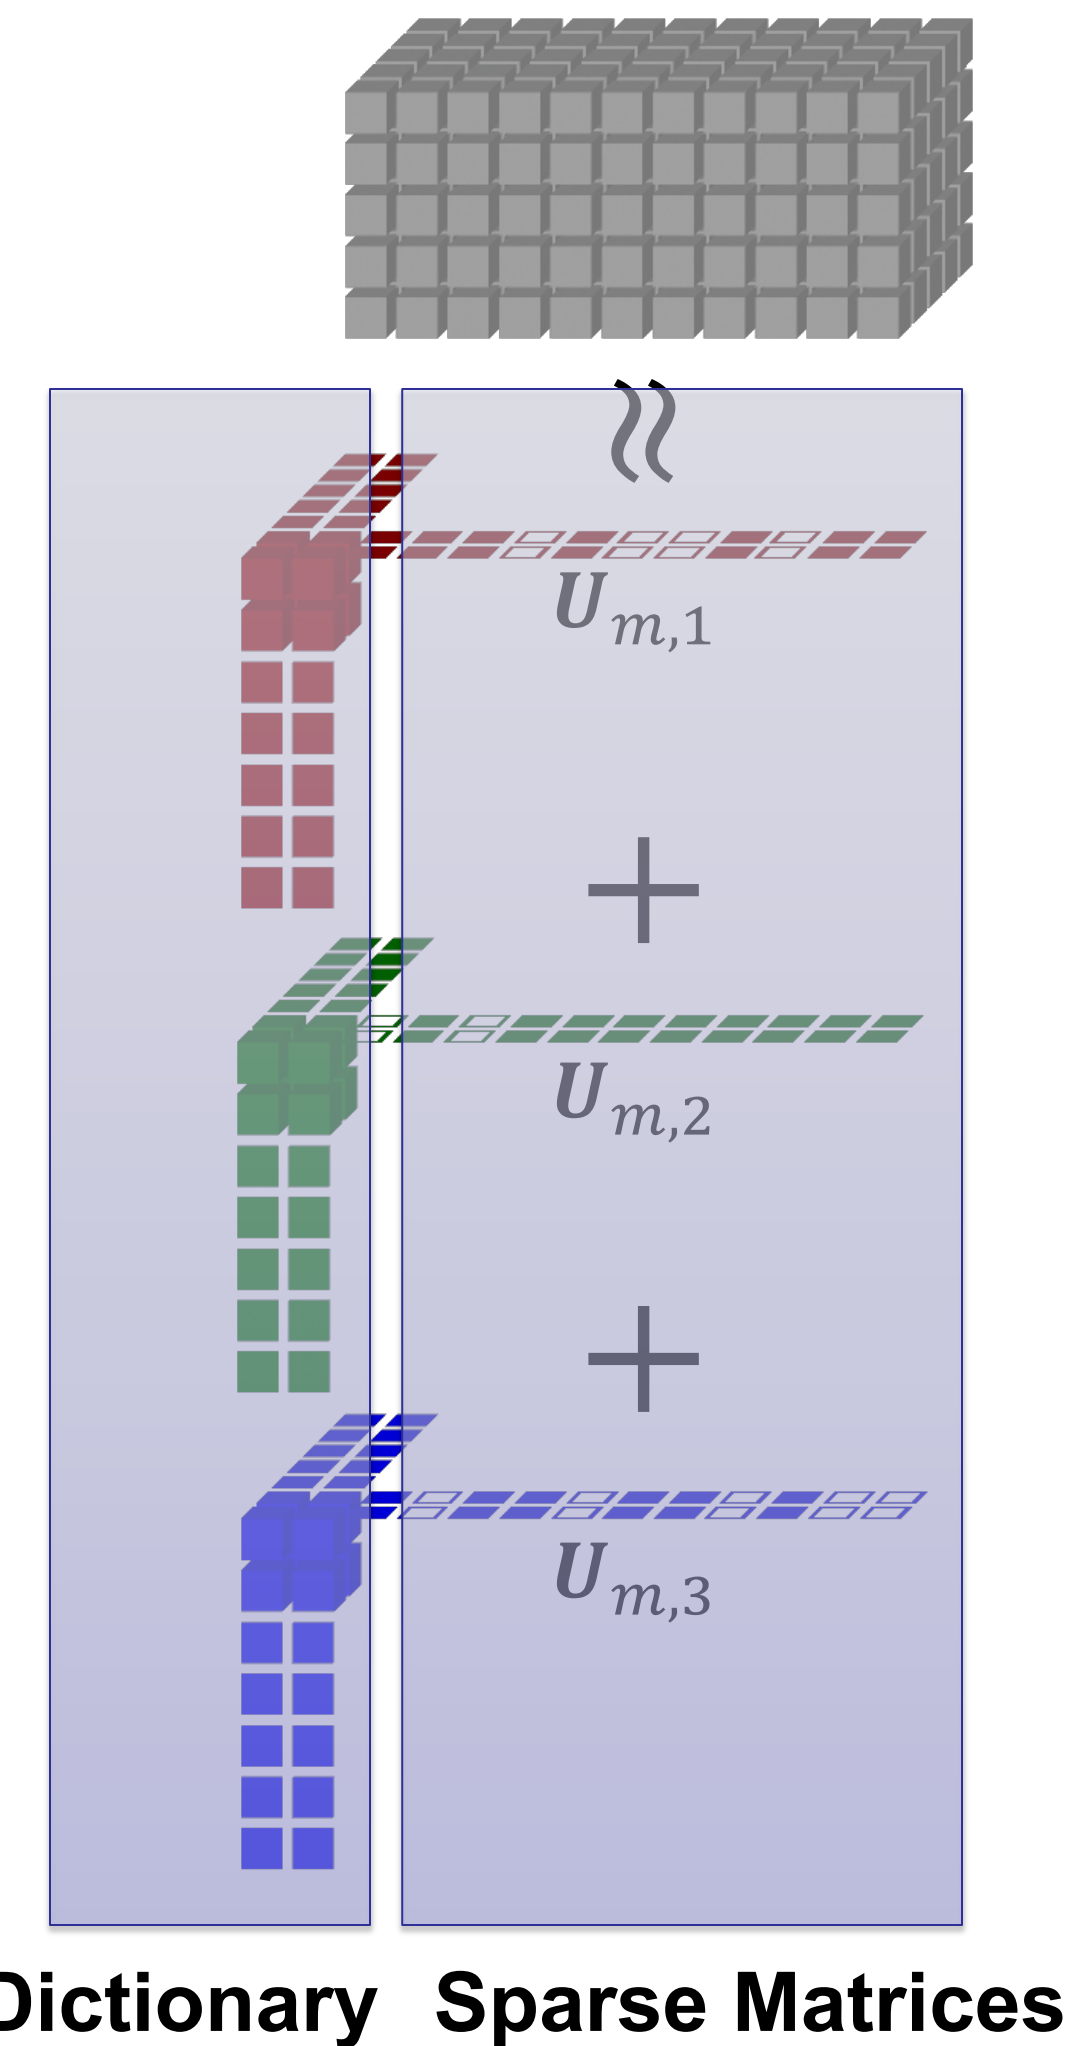 ≈
U_{m,1}
+
U_{m,2}
+
U_{m,3}
Dictionary Sparse Matrices